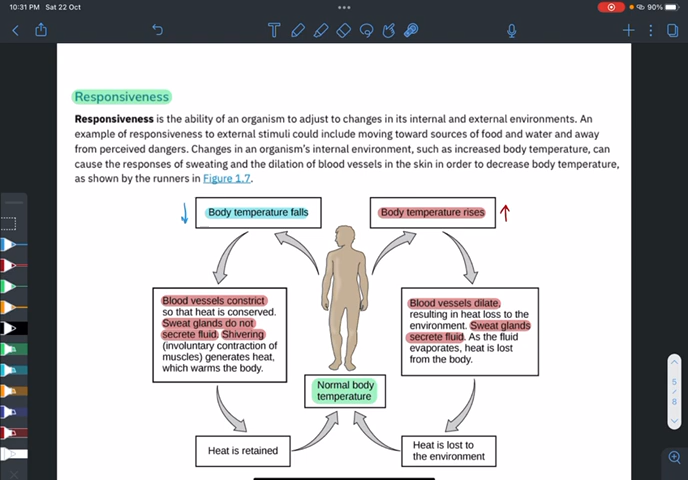 10:31 PM Sat 22 Oct
90%
Responsiveness
Responsiveness is the ability of an organism to adjust to changes in its internal and external environments. An
example of responsiveness to external stimuli could include moving toward sources of food and water and away
from perceived dangers. Changes in an organism's internal environment, such as increased body temperature, can
cause the responses of sweating and the dilation of blood vessels in the skin in order to decrease body temperature,
as shown by the runners in Figure 1.7.
Body temperature falls
Body temperature rises
Blood vessels constrict
so that heat is conserved.
Sweat glands do not
secrete fluid. Shivering
(involuntary contraction of
muscles) generates heat,
which warms the body.
Blood vessels dilate,
resulting in heat loss to the
environment. Sweat glands
secrete fluid. As the fluid
evaporates, heat is lost
from the body.
Normal body
temperature
Heat is retained
Heat is lost to
the environment
5
/
8